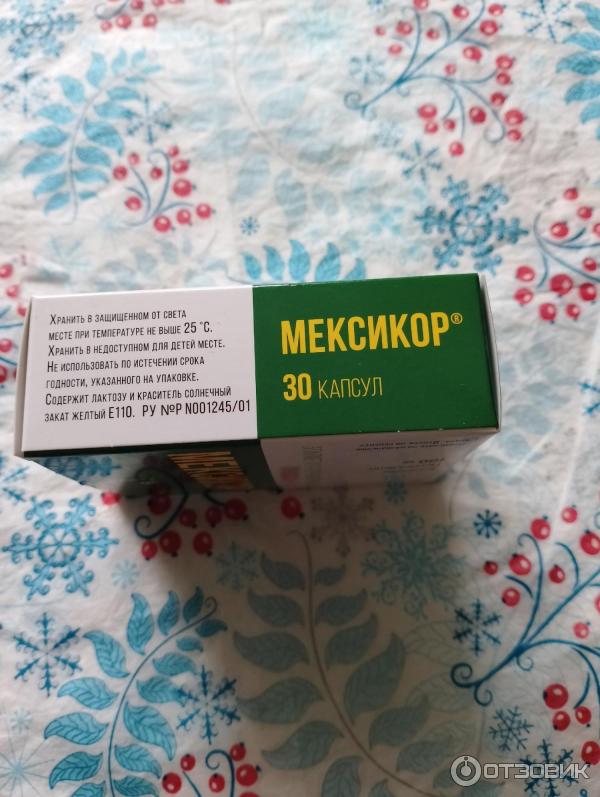 Хранить в защищенном от света
месте при температуре не выше 25 °С.
Хранить в недоступном для детей месте.
Не использовать по истечении срока
годности, указанного на упаковке.
Содержит лактозу и краситель солнечный
закат желтый Е110. РУ №Р N001245/01
МЕКСИКОР®
30 КАПСУЛ
ОТЗОВИК